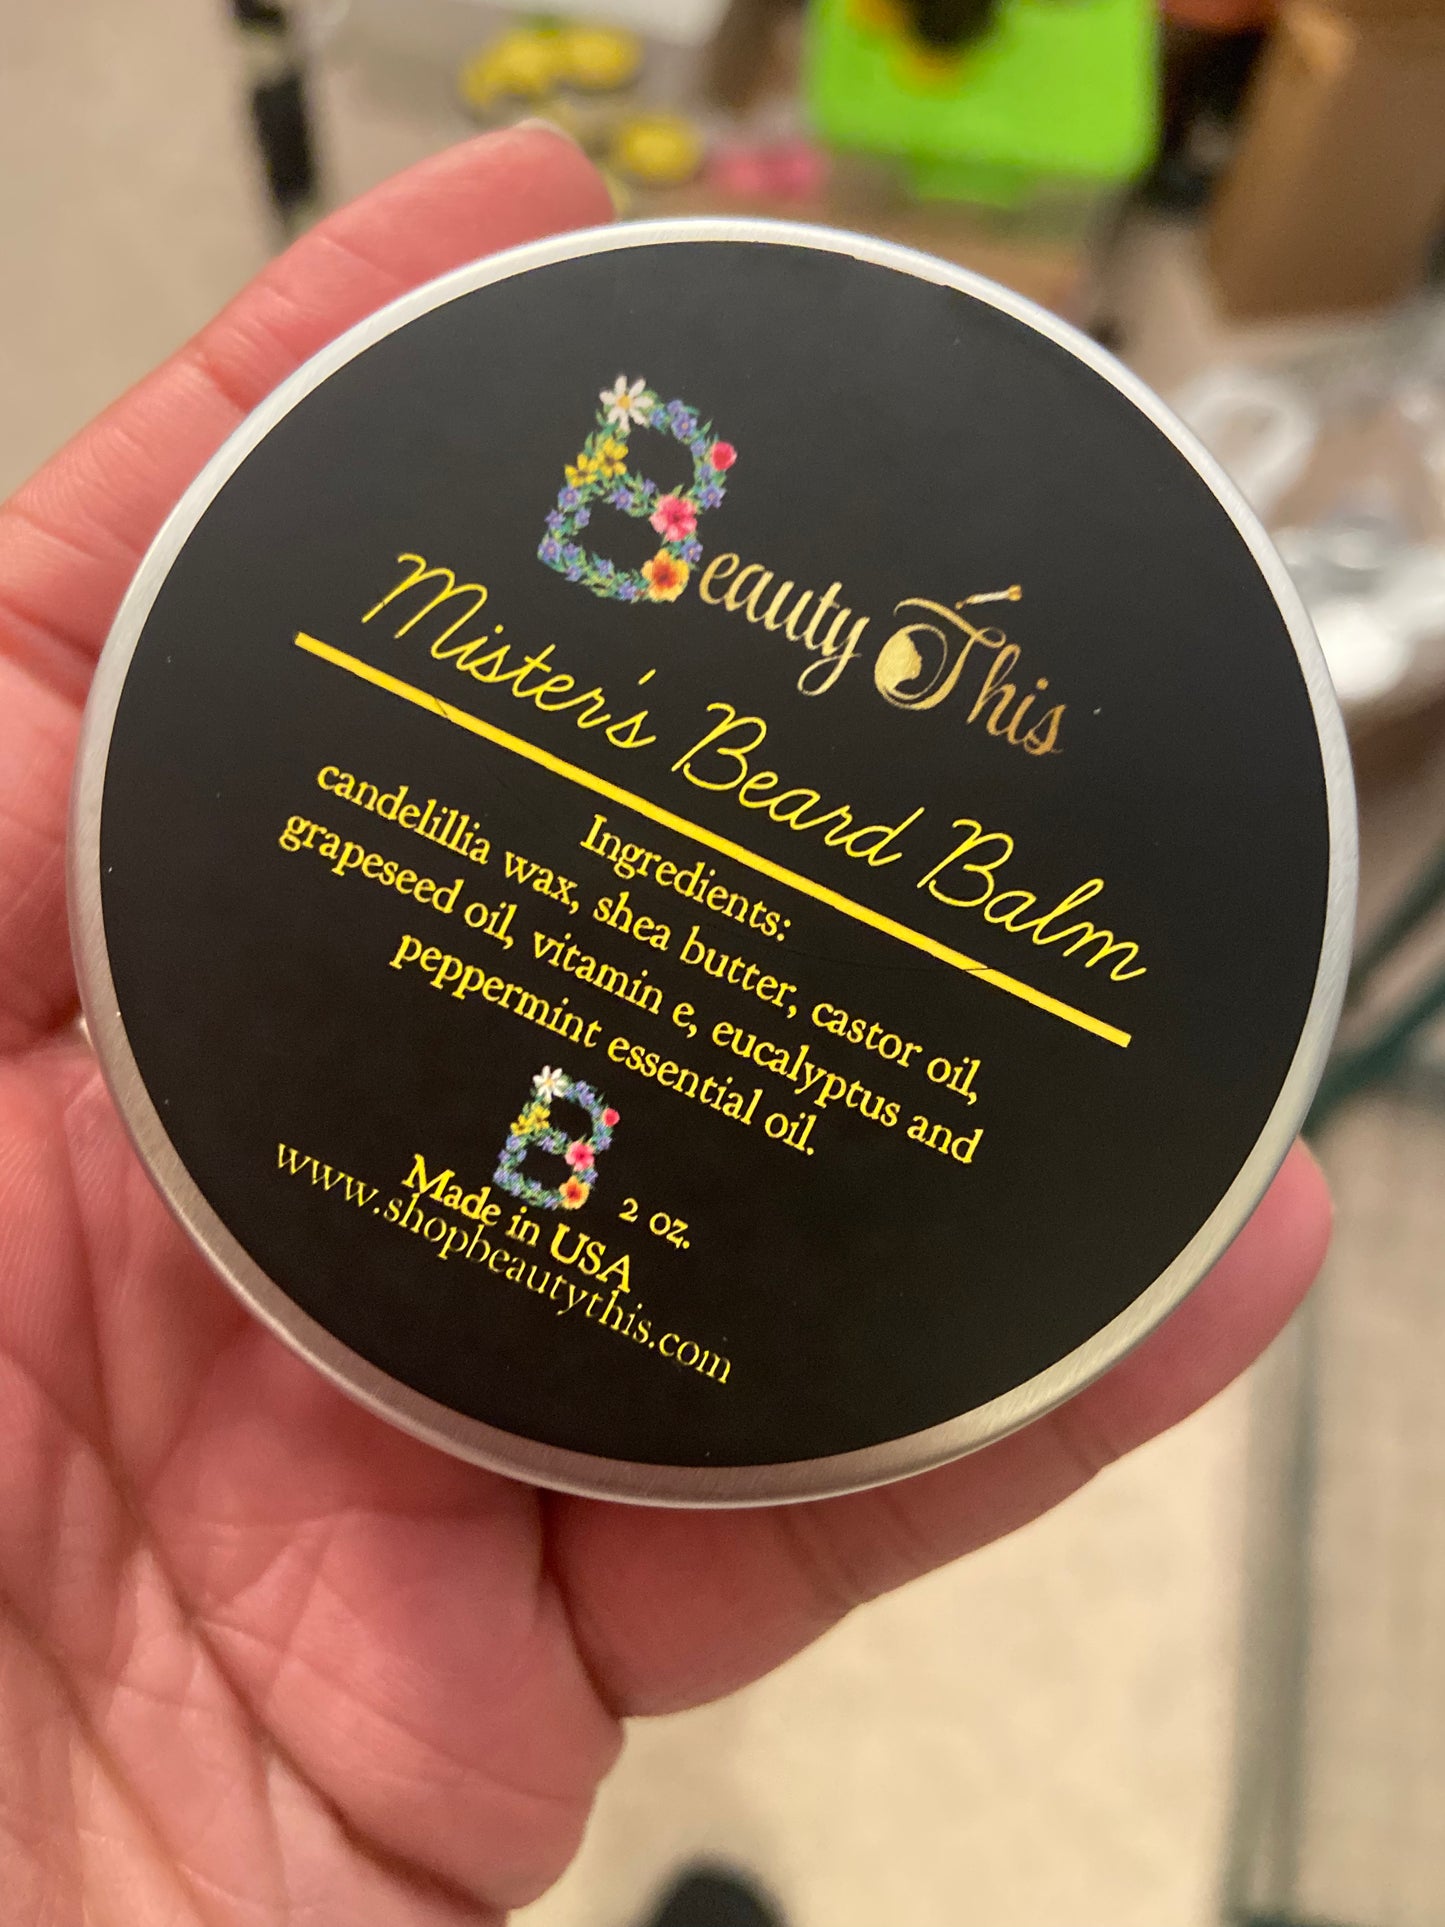 Beauty This
Mister's Beard Balm
Ingredients:
candelillia wax, shea butter, castor oil,
grapeseed oil, vitamin e, eucalyptus and
peppermint essential oil.
B 2 oz.
Made in USA
www.shopbeautythis.com